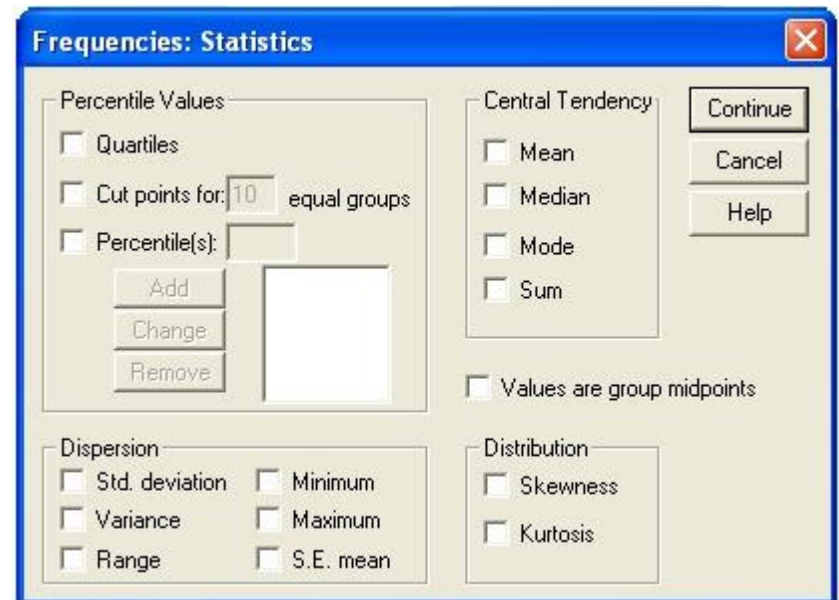 Frequencies: Statistics
Percentile Values
Quartiles
Cut points for: 10 equal groups
Percentile(s):
Add
Change
Remove
Central Tendency
Mean
Median
Mode
Sum
Continue
Cancel
Help
Values are group midpoints
Dispersion
Std. deviation Minimum
Variance Maximum
Range S.E. mean
Distribution
Skewness
Kurtosis